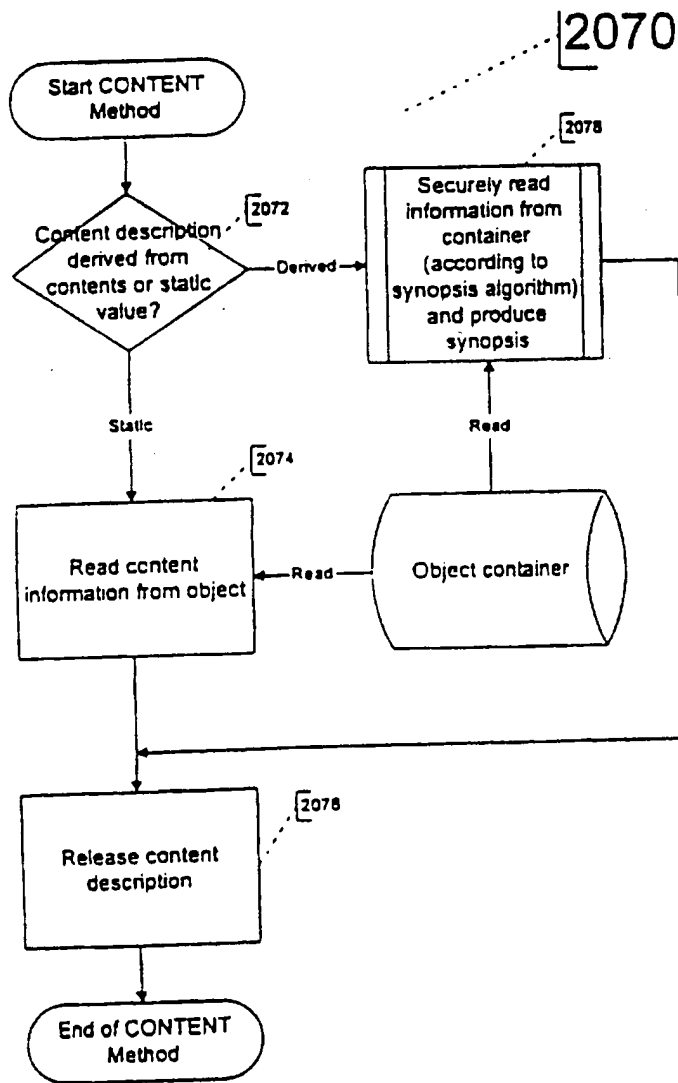 2070
Start CONTENT
Method
2078
2072
Content description
derived from
contents or static
value?
Derived
Securely read
information from
container
(according to
synopsis algorithm)
and produce
synopsis
Static
Read
2074
Read content
information from object
Read
Object container
2076
Release content
description
End of CONTENT
Method